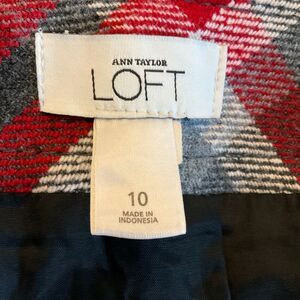 ANN TAYLOR
LOFT
10
MADE IN
INDONESIA